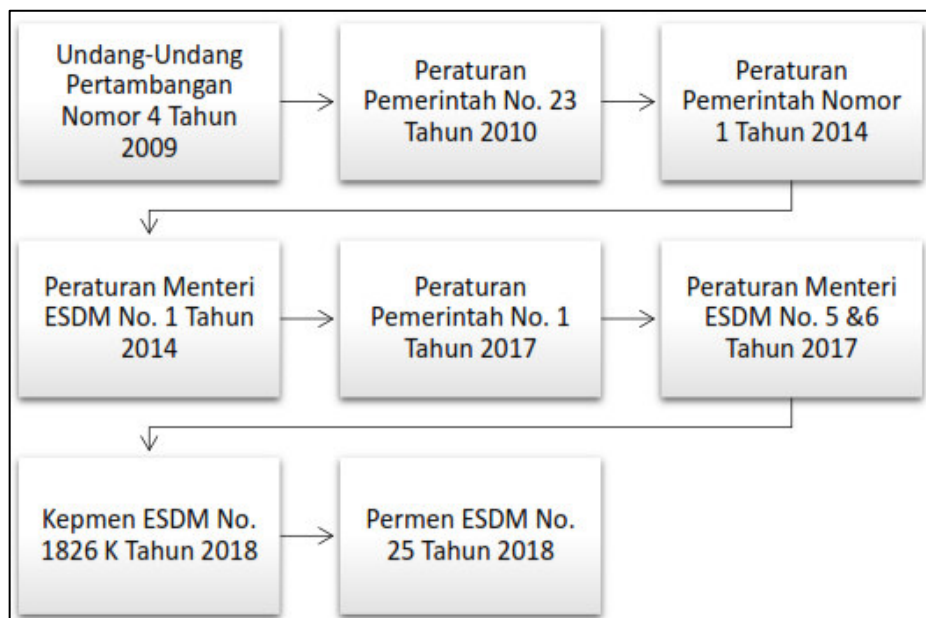 Undang-Undang
Pertambangan
Nomor 4 Tahun
2009
Peraturan
Pemerintah No. 23
Tahun 2010
Peraturan
Pemerintah Nomor
1 Tahun 2014
Peraturan Menteri
ESDM No. 1 Tahun
2014
Peraturan
Pemerintah No. 1
Tahun 2017
Peraturan Menteri
ESDM No. 5 &6
Tahun 2017
Kepmen ESDM No.
1826 K Tahun 2018
Permen ESDM No.
25 Tahun 2018